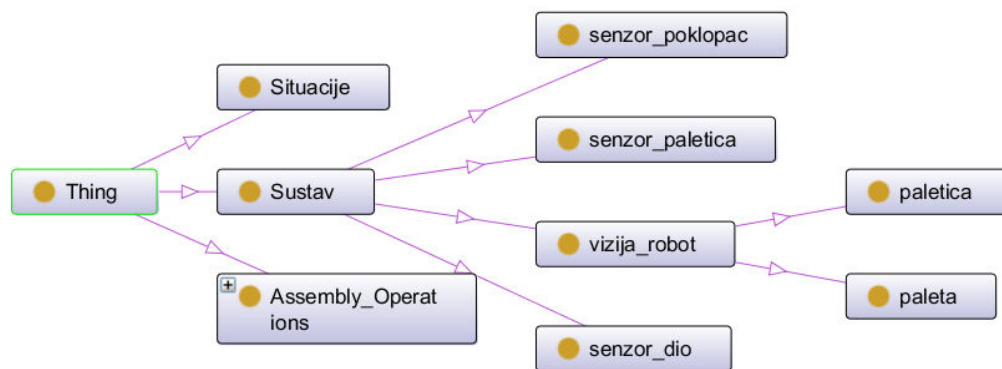 senzor_poklopac
Situacije
senzor_paletica
Thing
Sustav
paletica
vizija_robot
Assembly_Operat
ions
paleta
senzor_dio